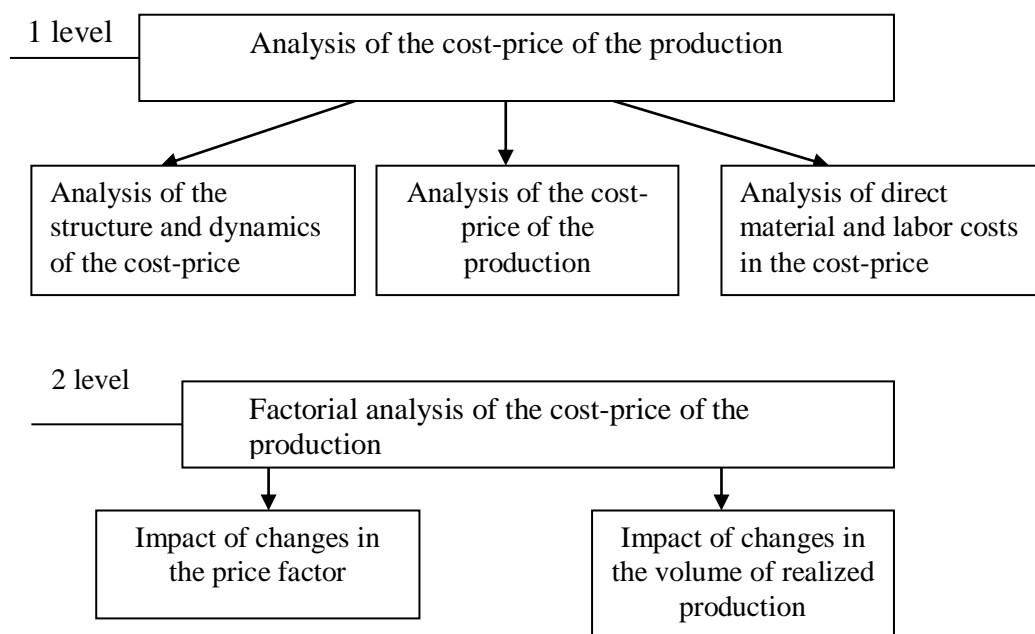 1 level
Analysis of the cost-price of the production
Analysis of the
structure and dynamics
of the cost-price
Analysis of the cost-
price of the
production
Analysis of direct
material and labor costs
in the cost-price
2 level
Factorial analysis of the cost-price of the
production
Impact of changes in
the price factor
Impact of changes in
the volume of realized
production